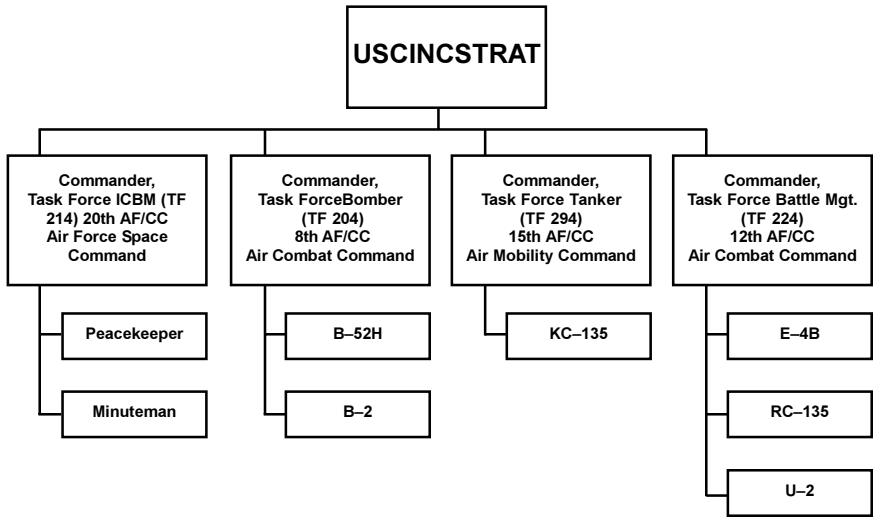 USCINCSTRAT
Commander,
Task Force ICBM (TF
214) 20th AF/CC
Air Force Space
Command
Commander,
Task ForceBomber
(TF 204)
8th AF/CC
Air Combat Command
Commander,
Task Force Tanker
(TF 294)
15th AF/CC
Air Mobility Command
Commander,
Task Force Battle Mgt.
(TF 224)
12th AF/CC
Air Combat Command
Peacekeeper
B–52H
KC–135
E–4B
Minuteman
B–2
RC–135
U–2